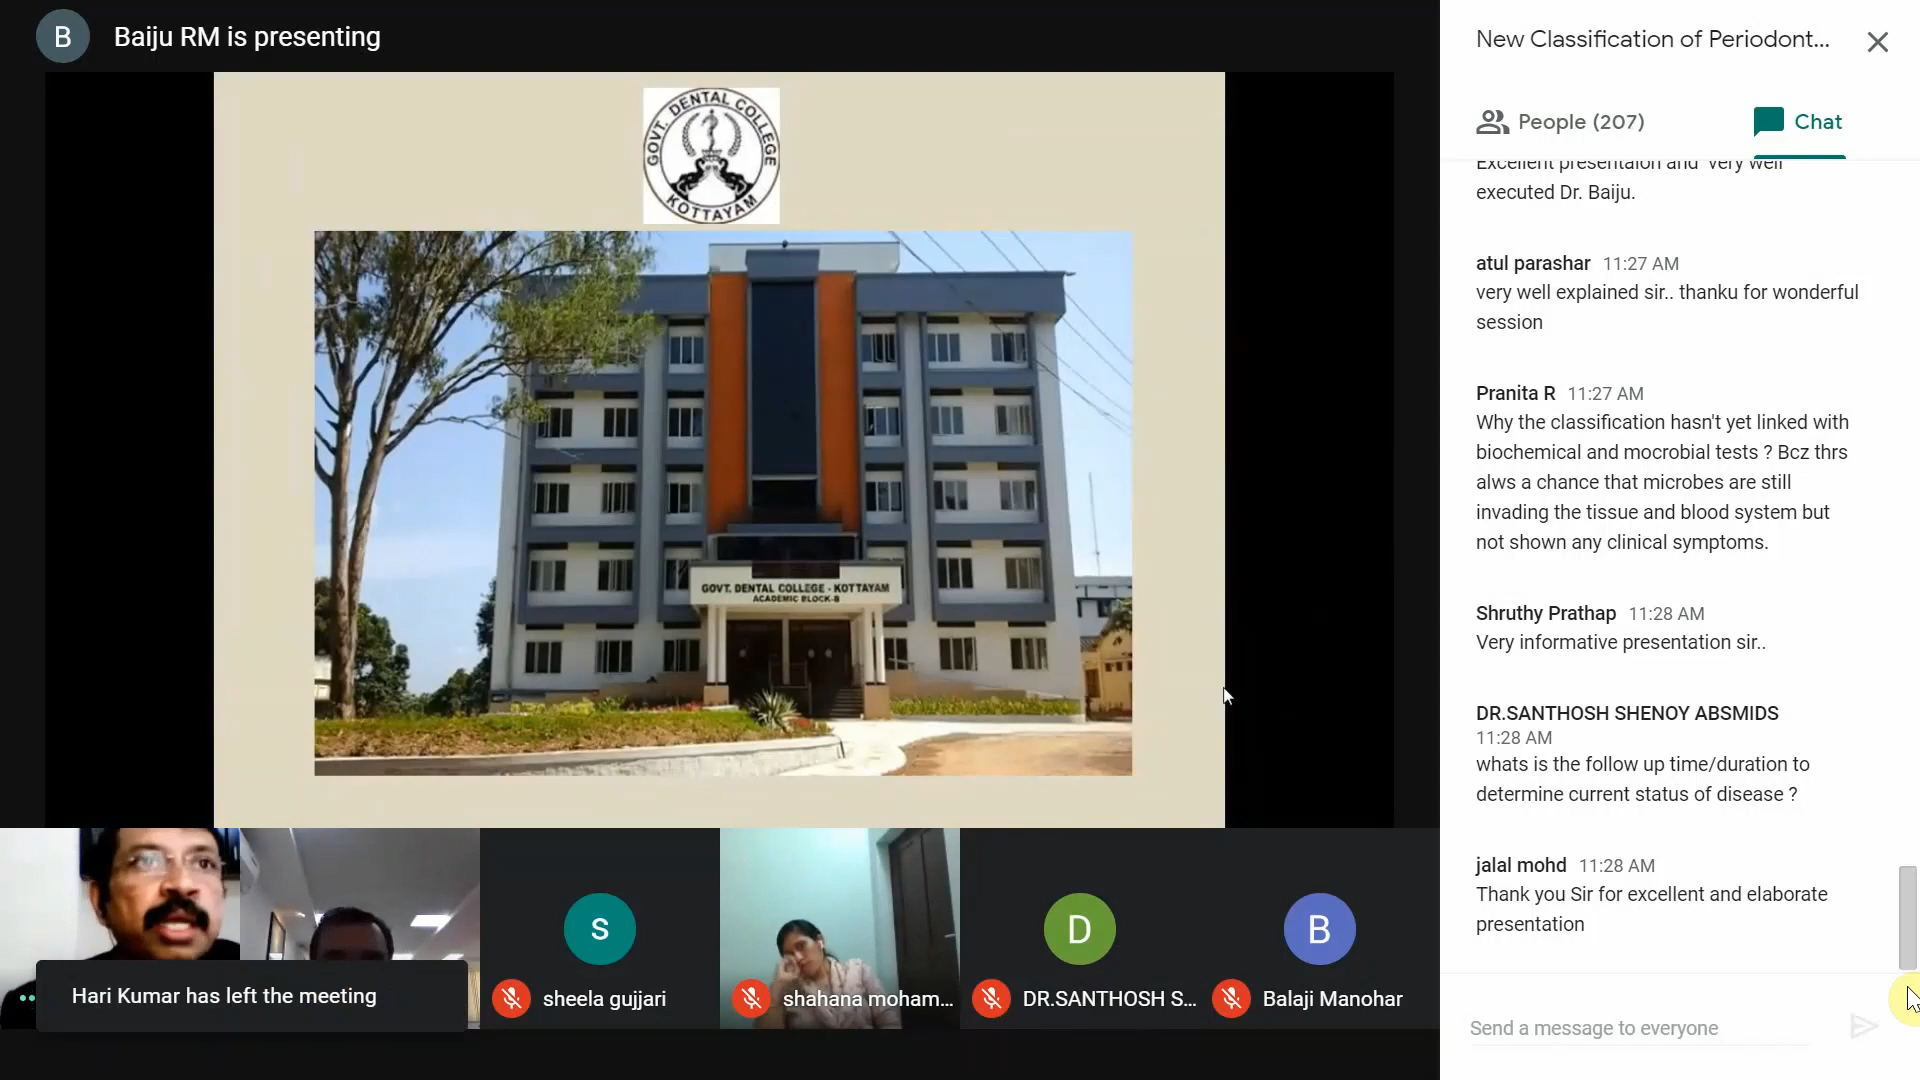 B
Baiju RM is presenting
GOVT. DENTAL COLLEGE
KOTTAYAM
GOVT. DENTAL COLLEGE - KOTTAYAM
ACADEMIC BLOCK-B
S
D
B
Hari Kumar has left the meeting
sheela gujjari
shahana moham...
DR.SANTHOSH S...
Balaji Manohar
New Classification of Periodont...
People (207)
Chat
Excellent presentaion and very well
executed Dr. Baiju.
atul parashar 11:27 AM
very well explained sir.. thanku for wonderful
session
Pranita R 11:27 AM
Why the classification hasn't yet linked with
biochemical and mocrobial tests ? Bcz thrs
alws a chance that microbes are still
invading the tissue and blood system but
not shown any clinical symptoms.
Shruthy Prathap 11:28 AM
Very informative presentation sir..
DR.SANTHOSH SHENOY ABSMIDS
11:28 AM
whats is the follow up time/duration to
determine current status of disease ?
jalal mohd 11:28 AM
Thank you Sir for excellent and elaborate
presentation
Send a message to everyone